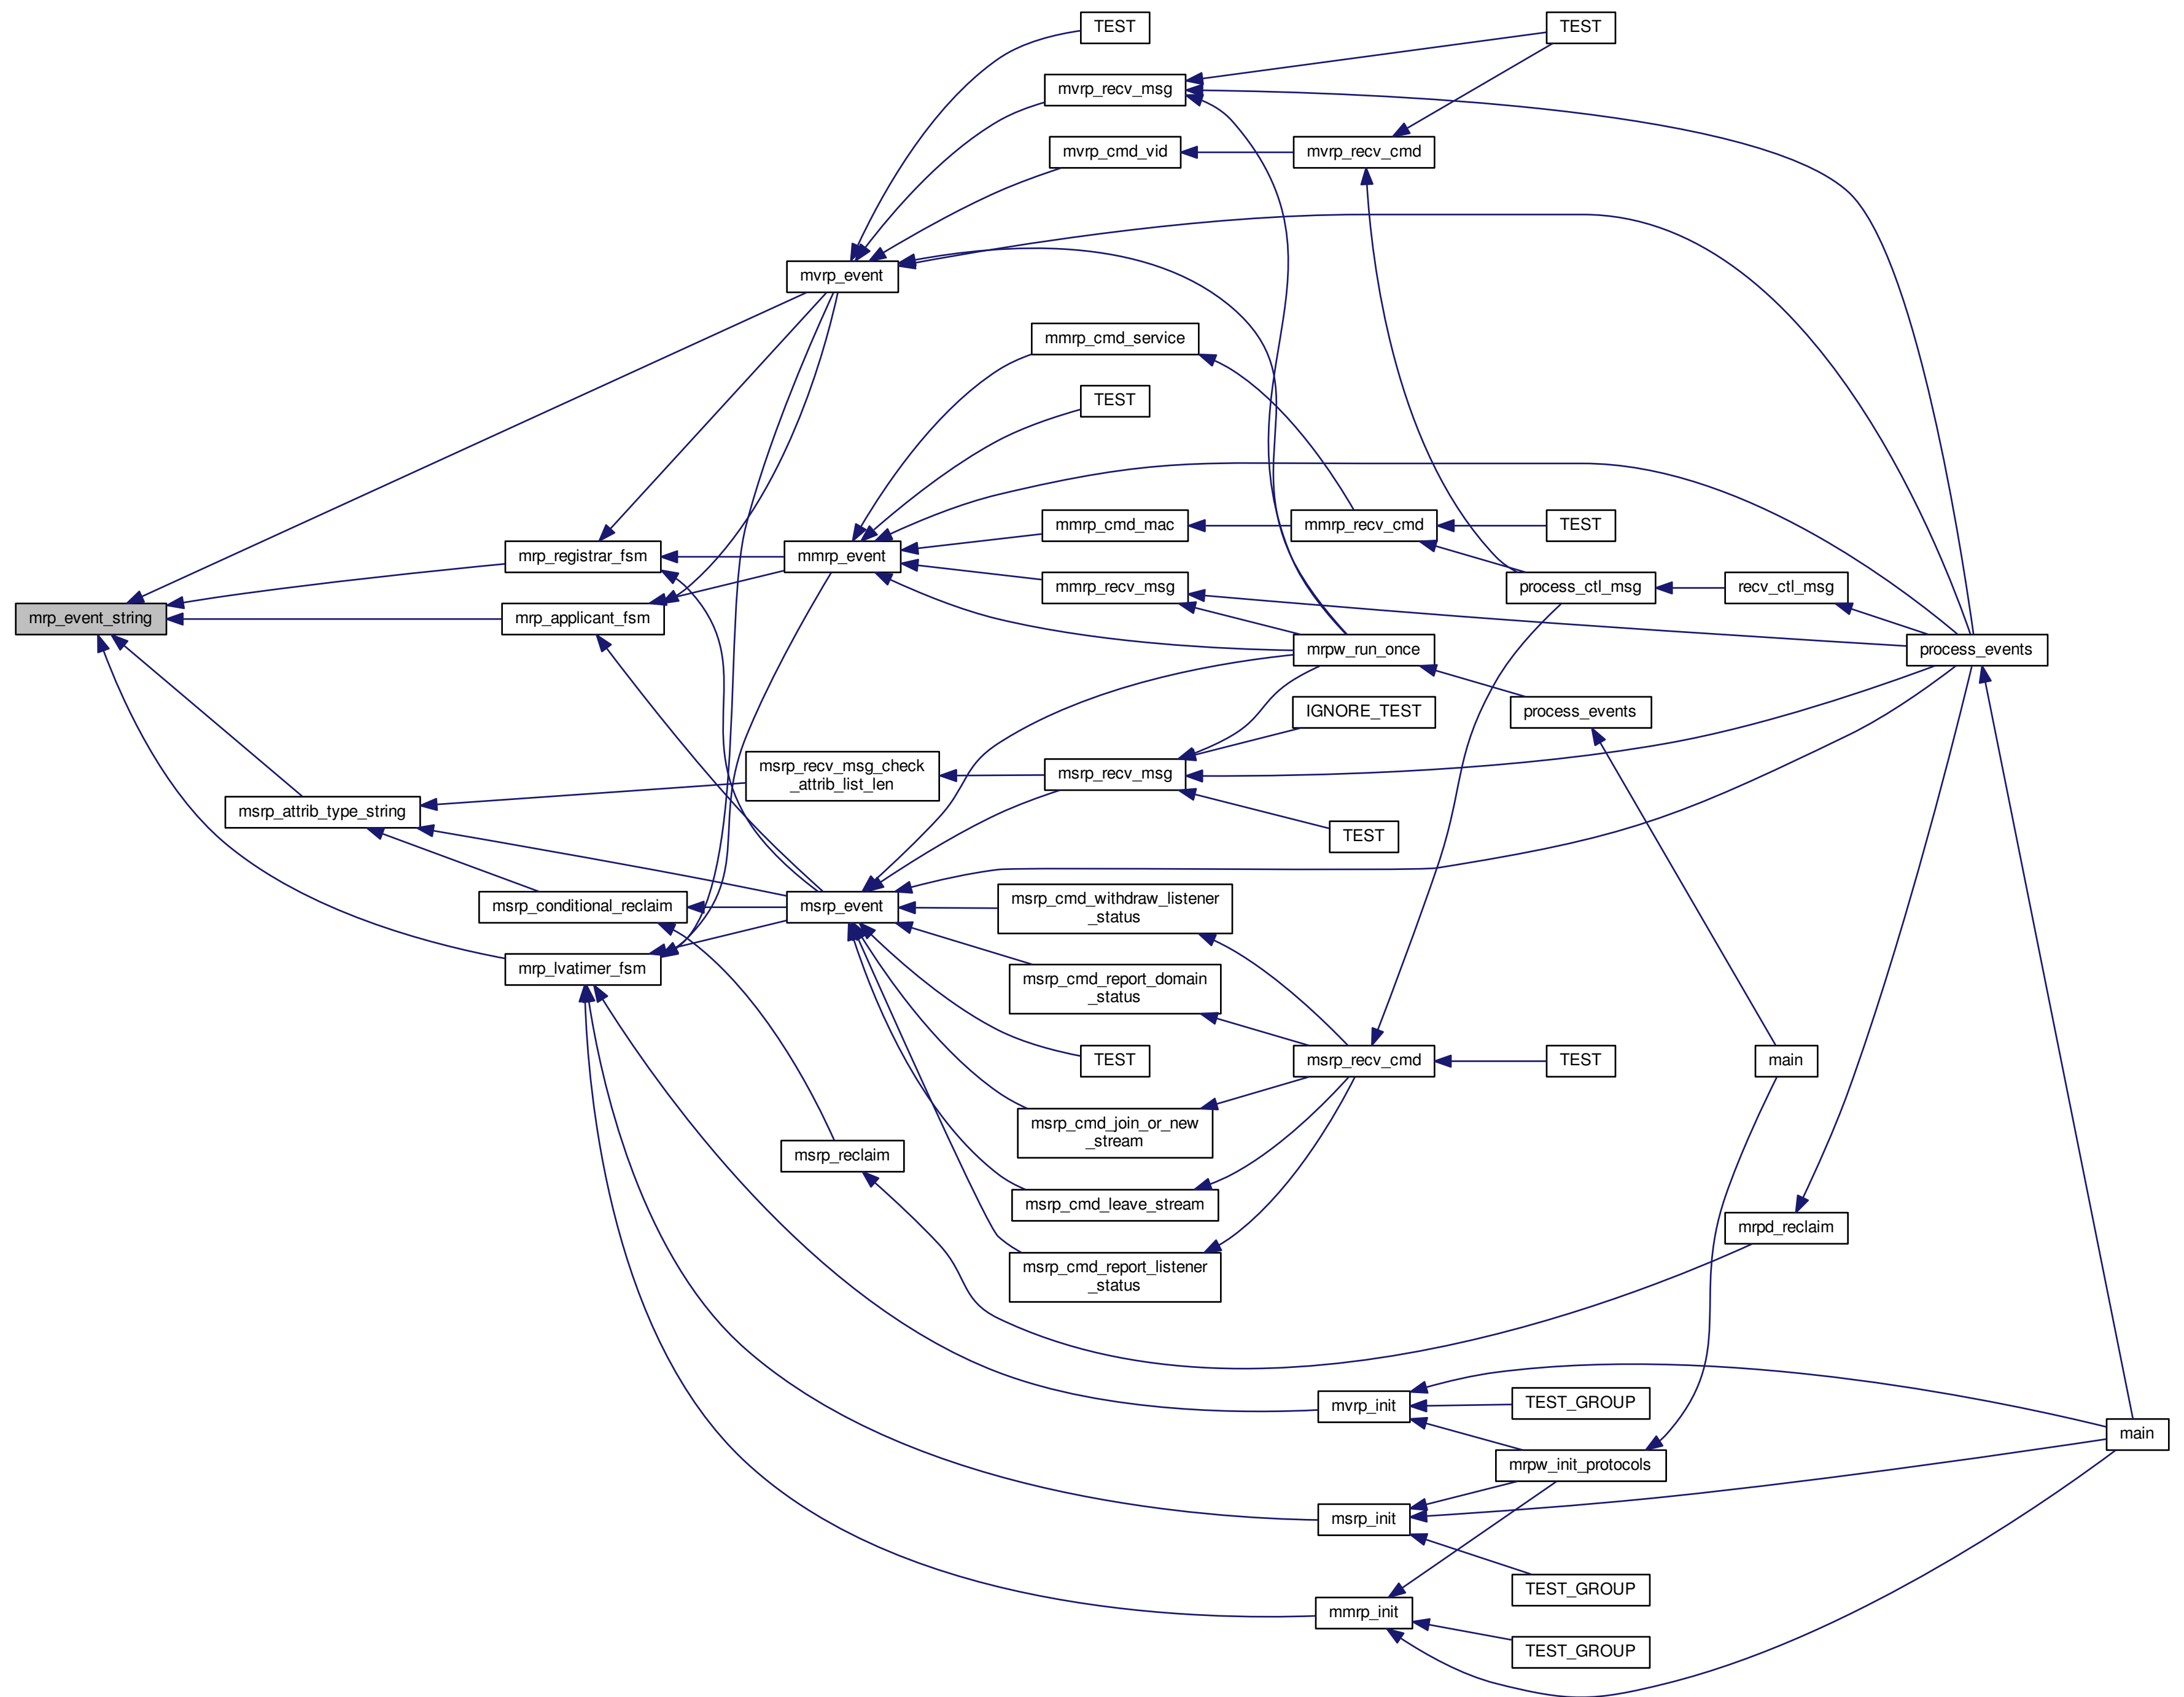 TEST
TEST
mvrp_recv_msg
mvrp_cmd_vid
mvrp_recv_cmd
mvrp_event
mmrp_cmd_service
TEST
mmrp_cmd_mac
mmrp_recv_cmd
TEST
mrp_registrar_fsm
mmrp_event
mmrp_recv_msg
process_ctl_msg
recv_ctl_msg
mrp_event_string
mrp_applicant_fsm
mrpw_run_once
process_events
IGNORE_TEST
process_events
msrp_recv_msg_check
_attrib_list_len
msrp_recv_msg
msrp_attrib_type_string
TEST
msrp_conditional_reclaim
msrp_event
msrp_cmd_withdraw_listener
_status
mrp_lvatimer_fsm
msrp_cmd_report_domain
_status
TEST
msrp_recv_cmd
TEST
main
msrp_cmd_join_or_new
_stream
msrp_reclaim
msrp_cmd_leave_stream
mrpd_reclaim
msrp_cmd_report_listener
_status
mvrp_init
TEST_GROUP
main
mrpw_init_protocols
msrp_init
TEST_GROUP
mmrp_init
TEST_GROUP